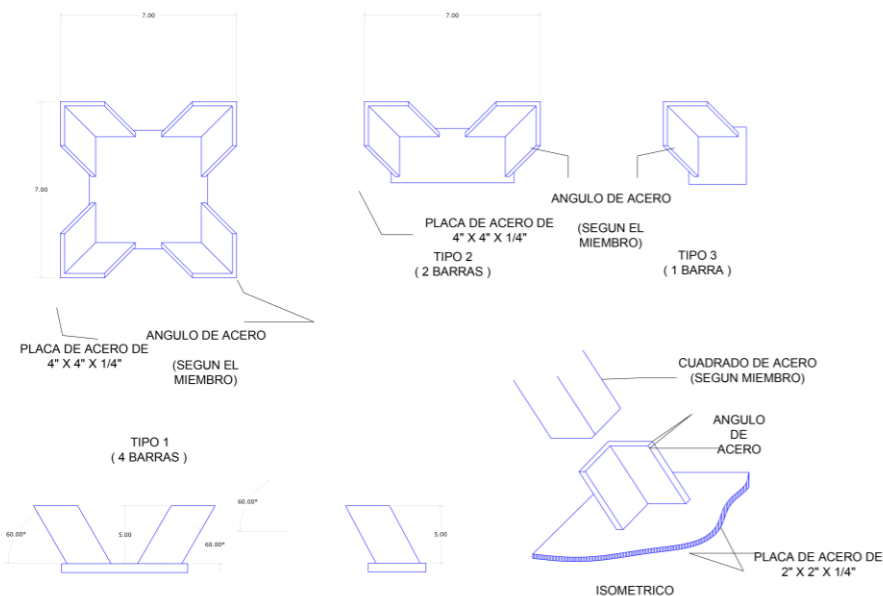 7.00
7.00
7.00
ANGULO DE ACERO
(SEGUN EL
MIEMBRO)
PLACA DE ACERO DE
4" X 4" X 1/4"
TIPO 2
( 2 BARRAS )
TIPO 3
( 1 BARRA )
PLACA DE ACERO DE
4" X 4" X 1/4"
ANGULO DE ACERO
(SEGUN EL
MIEMBRO)
TIPO 1
( 4 BARRAS )
CUADRADO DE ACERO
(SEGUN MIEMBRO)
ANGULO
DE
ACERO
60.00°
60.00°
5.00
60.00°
5.00
PLACA DE ACERO DE
2" X 2" X 1/4"
ISOMETRICO